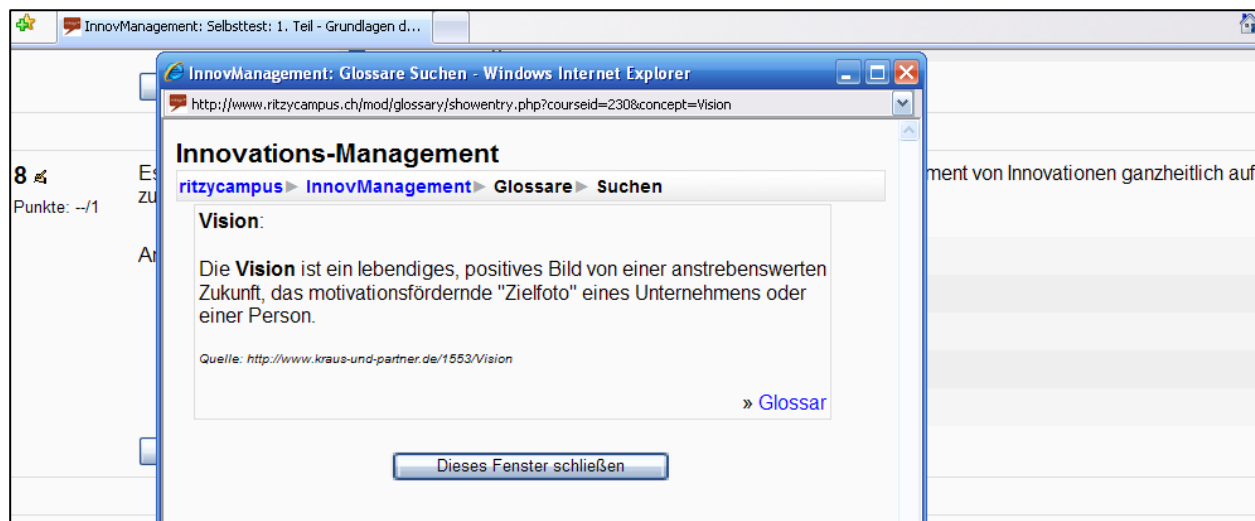 InnovManagement: Selbsttest: 1. Teil - Grundlagen d...
InnovManagement: Glossare Suchen - Windows Internet Explorer
http://www.ritzycampus.ch/mod/glossary/showentry.php?courseid=230&concept=Vision
Innovations-Management
ritzycampus ▶ InnovManagement ▶ Glossare ▶ Suchen
8
ment von Innovationen ganzheitlich auf
zu
Punkte: --/1
Vision:
Die Vision ist ein lebendiges, positives Bild von einer anstrebenswerten
Zukunft, das motivationsfördernde "Zielfoto" eines Unternehmens oder
einer Person.
Quelle: http://www.kraus-und-partner.de/1553/Vision
» Glossar
Dieses Fenster schließen